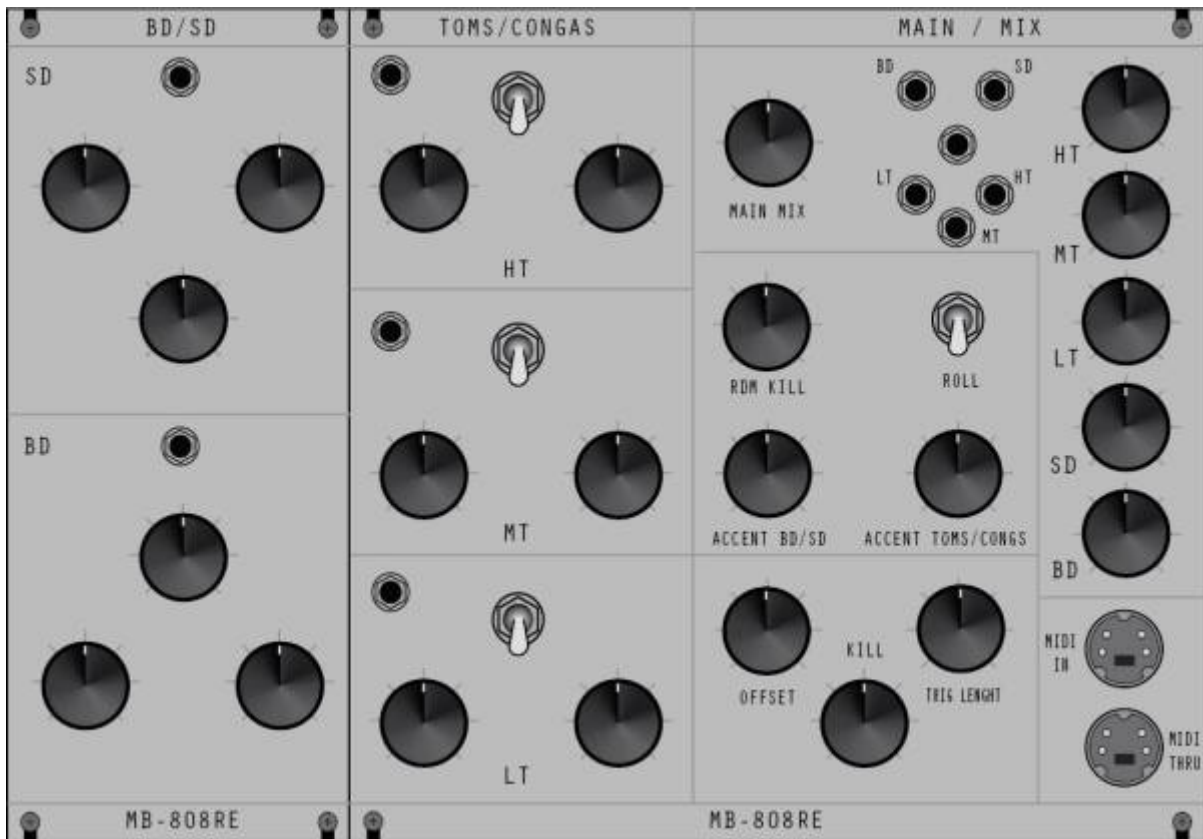 BD/SD
TOMS/CONGAS
MAIN / MIX
SD
BD
HT
MT
LT
BD
SD
LT
HT
MT
MAIN MIX
RDM KILL
ROLL
ACCENT BD/SD
ACCENT TOMS/CONGS
OFFSET
KILL
TRIG LENGHT
HT
MT
LT
SD
BD
MIDI
IN
MIDI
THRU
MB-808RE
MB-808RE